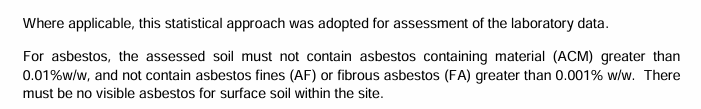 Where applicable, this statistical approach was adopted for assessment of the laboratory data.
For asbestos, the assessed soil must not contain asbestos containing material (ACM) greater than
0.01%w/w, and not contain asbestos fines (AF) or fibrous asbestos (FA) greater than 0.001% w/w. There
must be no visible asbestos for surface soil within the site.